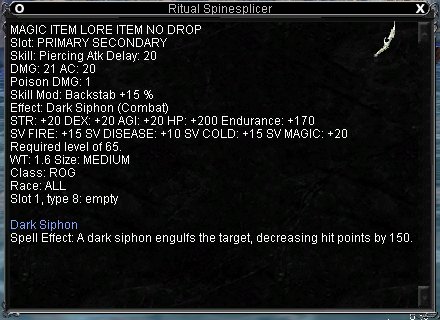 O Ritual Spinesplicer X
MAGIC ITEM LORE ITEM NO DROP
Slot: PRIMARY SECONDARY
Skill: Piercing Atk Delay: 20
DMG: 21 AC: 20
Poison DMG: 1
Skill Mod: Backstab +15 %
Effect: Dark Siphon (Combat)
STR: +20 DEX: +20 AGI: +20 HP: +200 Endurance: +170
SV FIRE: +15 SV DISEASE: +10 SV COLD: +15 SV MAGIC: +20
Required level of 65.
WT: 1.6 Size: MEDIUM
Class: ROG
Race: ALL
Slot 1, type 8: empty
Dark Siphon
Spell Effect: A dark siphon engulfs the target, decreasing hit points by 150.